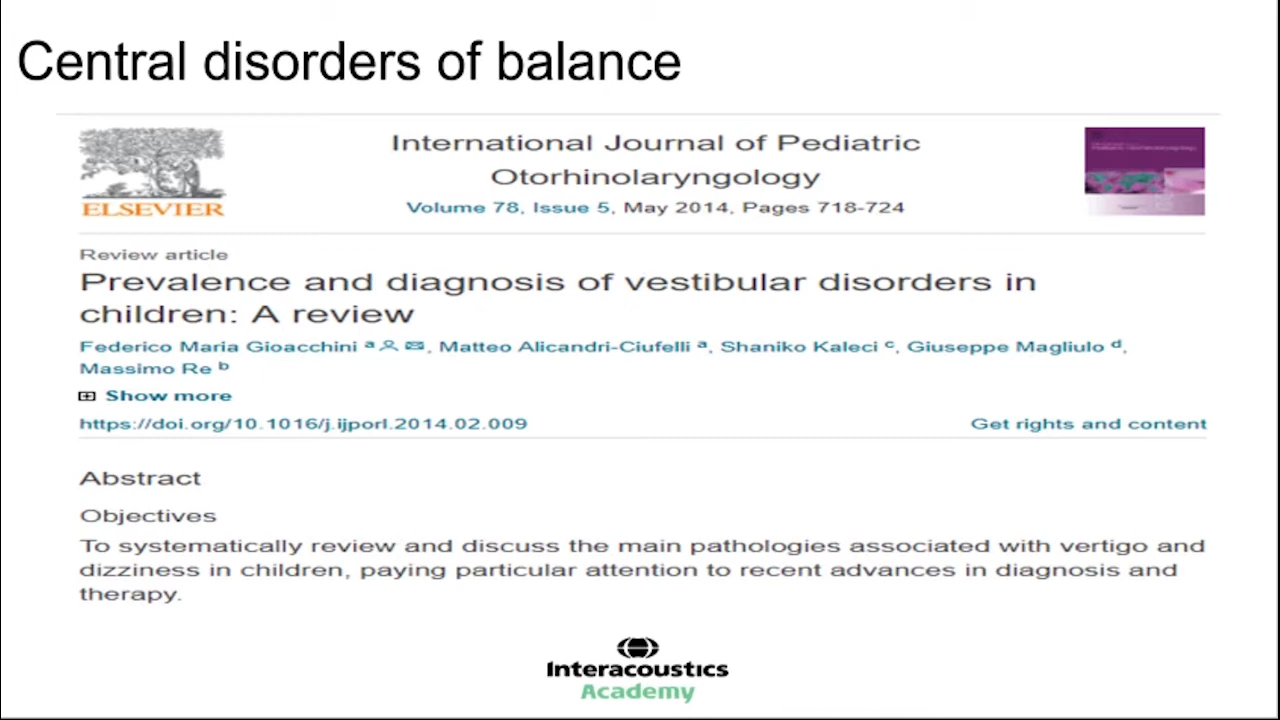 Central disorders of balance
ELSEVIER
International Journal of Pediatric
Otorhinolaryngology
Volume 78, Issue 5, May 2014, Pages 718-724
Review article
Prevalence and diagnosis of vestibular disorders in
children: A review
Federico Maria Gioacchini a, Matteo Alicandri-Ciufelli a, Shaniko Kaleci c, Giuseppe Magliulo d,
Massimo Re b
Show more
https://doi.org/10.1016/j.ijporl.2014.02.009
Get rights and content
Abstract
Objectives
To systematically review and discuss the main pathologies associated with vertigo and
dizziness in children, paying particular attention to recent advances in diagnosis and
therapy.
Interacoustics
Academy